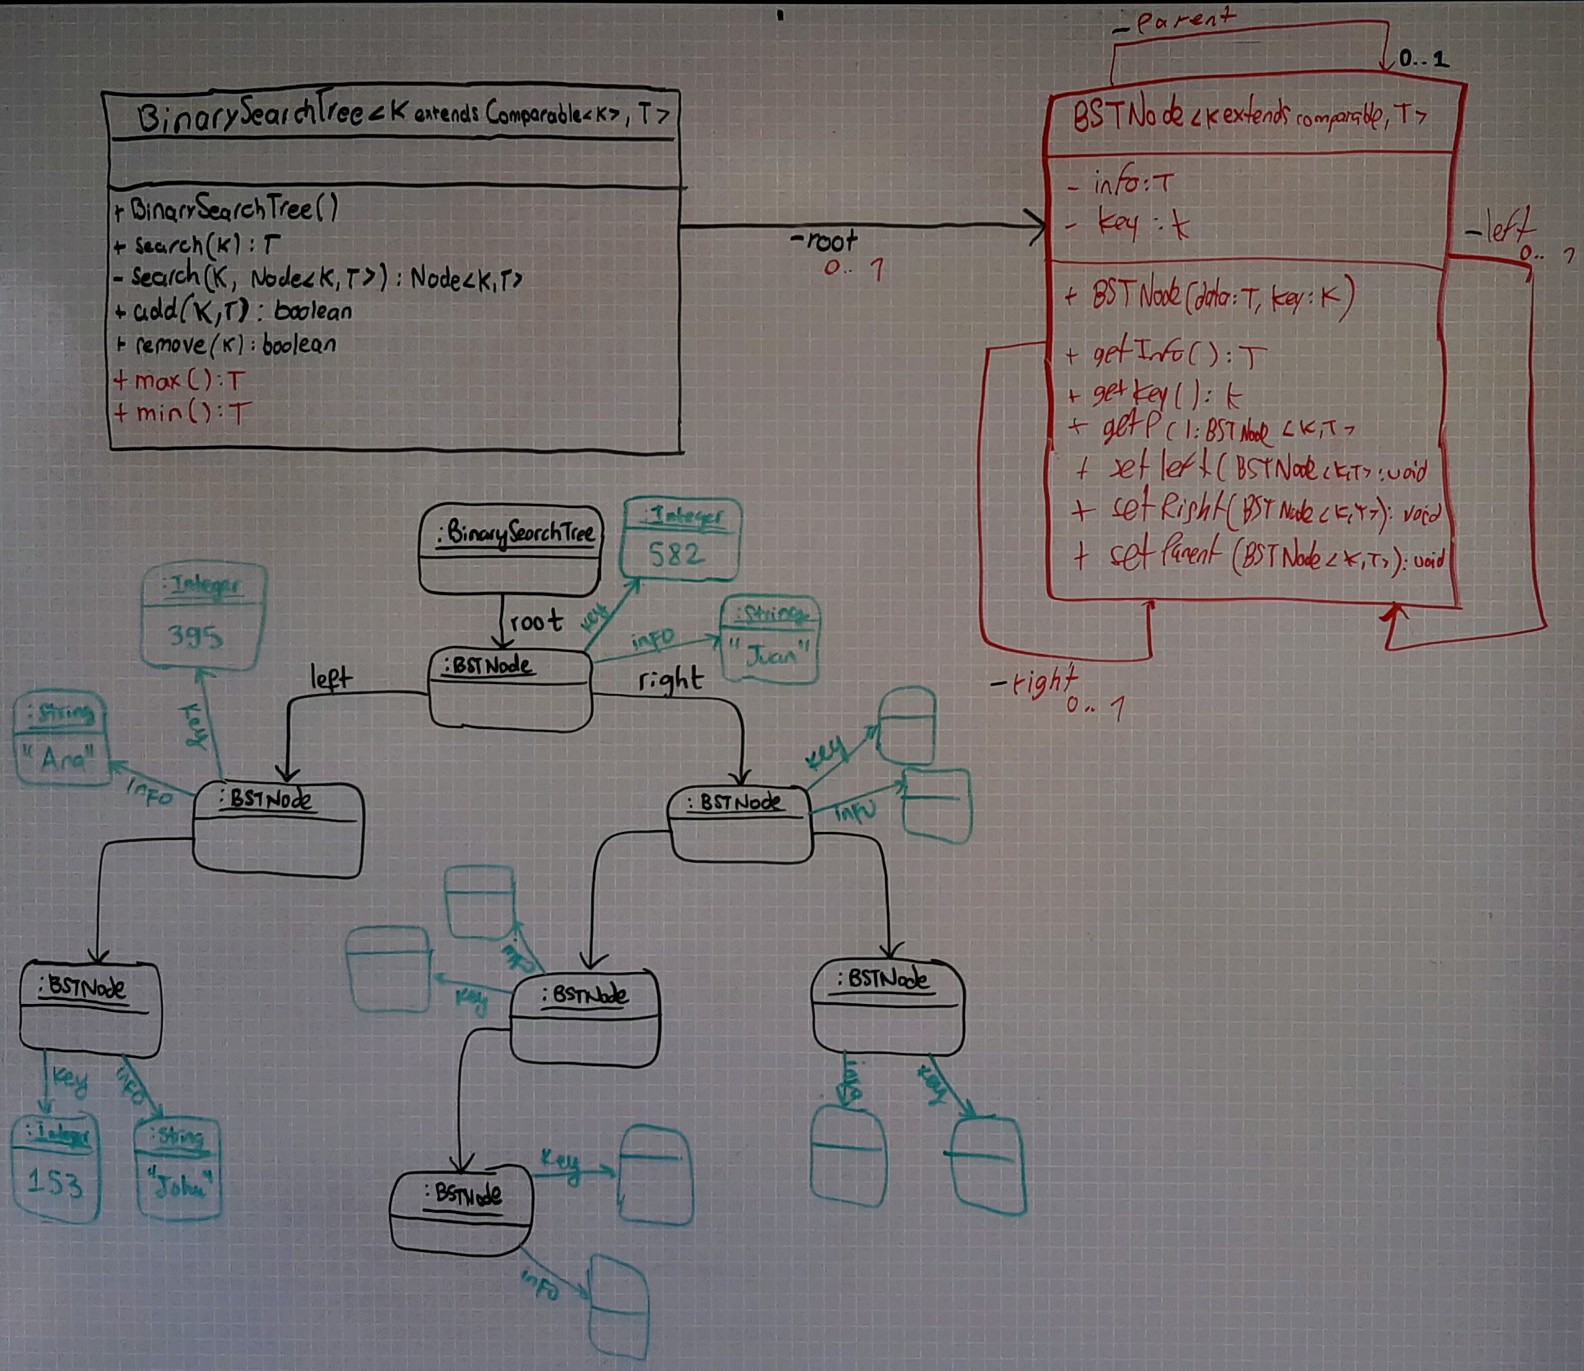 -Parent
0..1
BinarySearchTree<K extends Comparable<K>, T>
+ BinarySearchTree()
+ search(K) : T
- search(K, Node<K,T>) : Node<K,T>
+ add(K,T) : boolean
+ remove(K) : boolean
+ max() : T
+ min() : T
-root
0..1
BSTNode<K extends comparable, T>
- info : T
- key : k
+ BSTNode(data:T, key:K)
+ getInfo() : T
+ getKey() : k
+ getP() : BSTNode <K,T>
+ set left(BSTNode<K,T> : void
+ setRight(BSTNode<K,T>) : void
+ setParent (BSTNode<K,T>) : void
-left
0..1
-right
0..1
:BinarySearchTree
root
:BSTNode
key
:Integer
582
info
:String
"Juan"
left
right
:Integer
395
key
:String
"Ana"
info
:BSTNode
:BSTNode
key
info
:BSTNode
key
:Integer
153
info
:String
"John"
:BSTNode
info
key
:BSTNode
info
key
:BSTNode
key
info